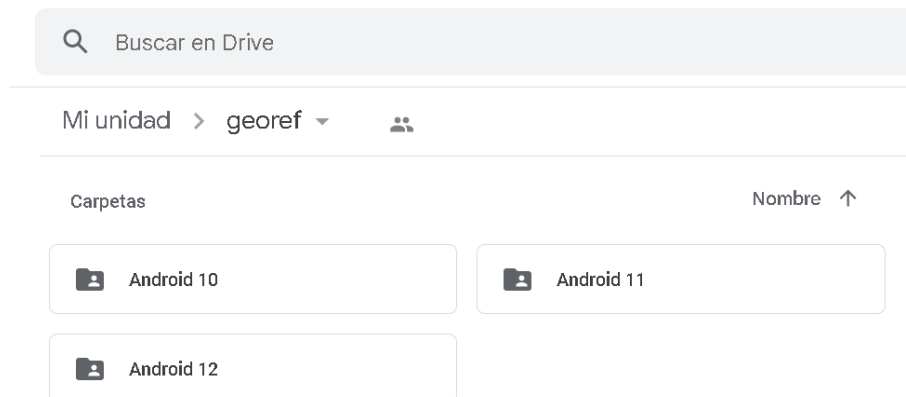 Buscar en Drive
Mi unidad > georef
Carpetas Nombre
Android 10 Android 11
Android 12